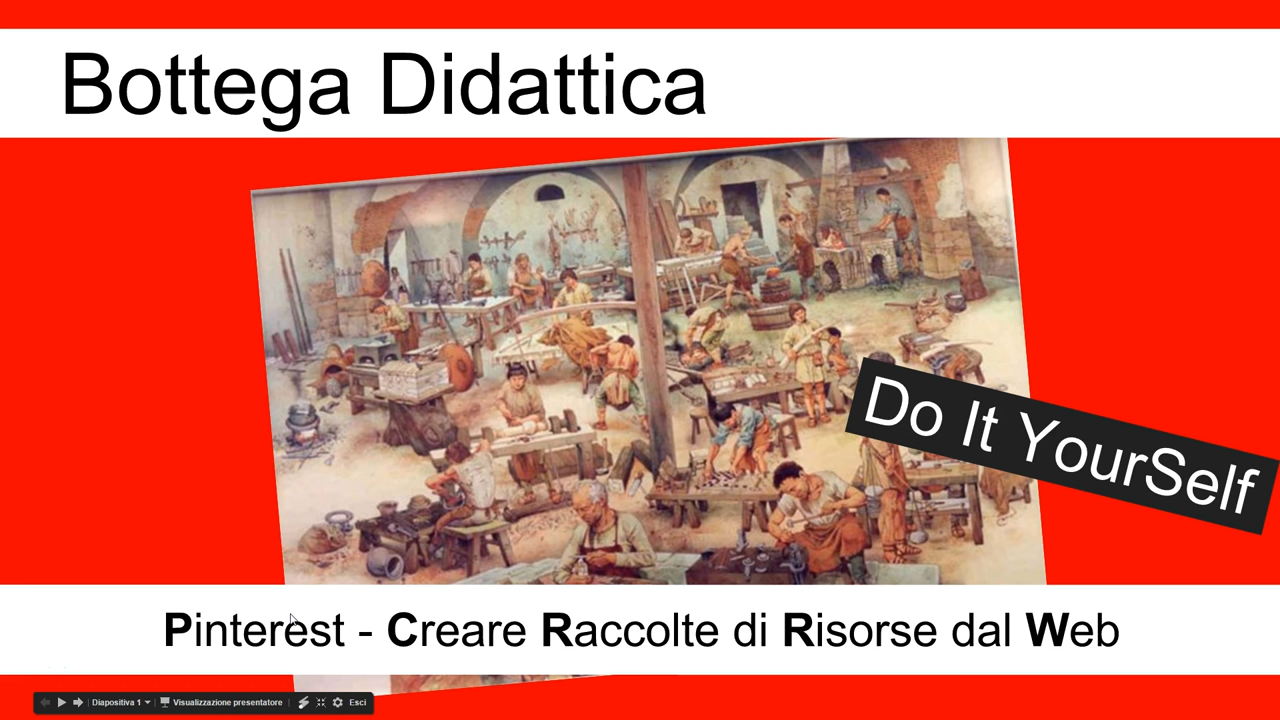 Bottega Didattica
Do It YourSelf
Pinterest - Creare Raccolte di Risorse dal Web
Diapositiva 1 Visualizzazione presentatore Esci